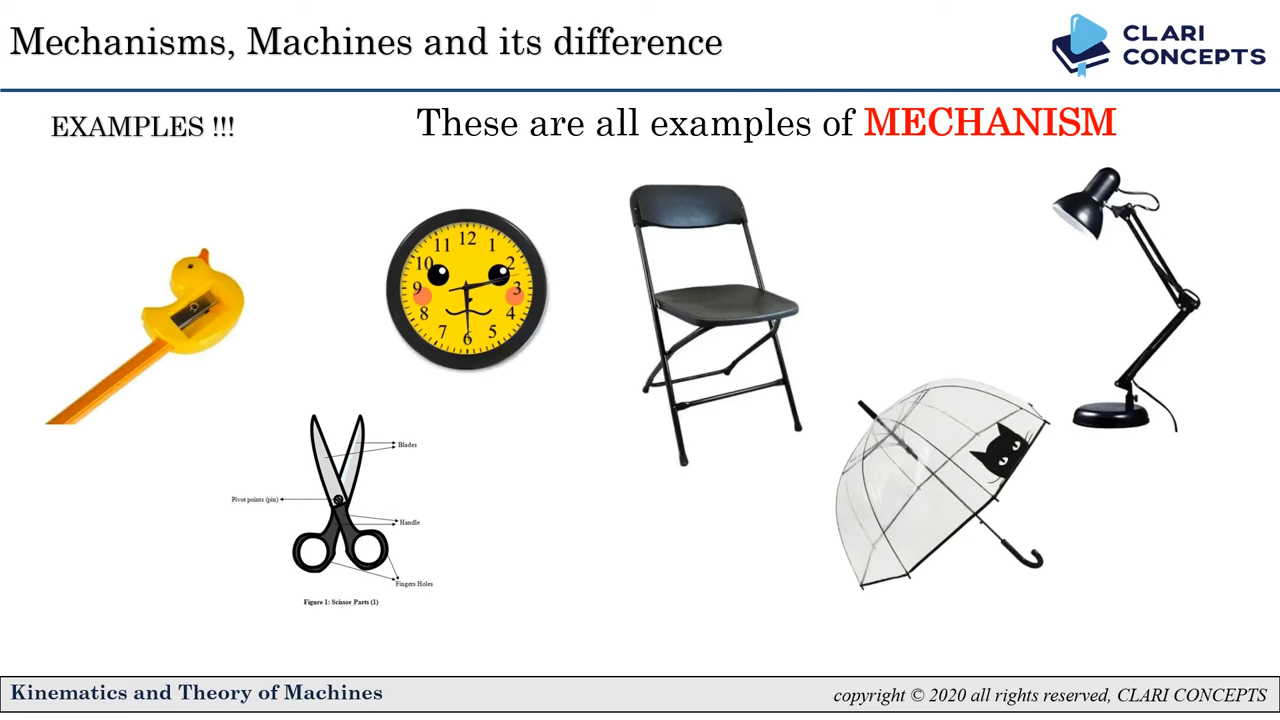 Mechanisms, Machines and its difference
CLARI
CONCEPTS
EXAMPLES !!!
These are all examples of MECHANISM
12
11
1
10
2
9
3
8
4
7
5
6
Blades
Pivot points (pin)
Handle
Fingers Holes
Figure 1: Scissor Parts (1)
Kinematics and Theory of Machines
copyright © 2020 all rights reserved, CLARI CONCEPTS